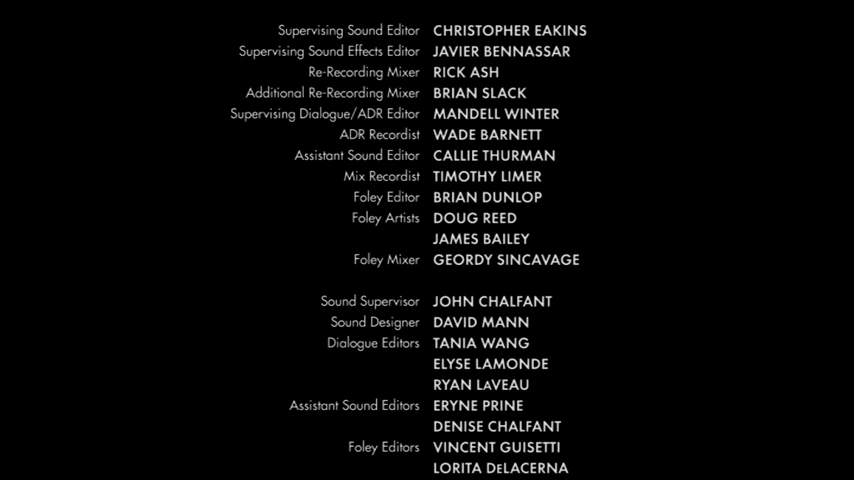 Supervising Sound Editor CHRISTOPHER EAKINS
Supervising Sound Effects Editor JAVIER BENNASSAR
Re-Recording Mixer RICK ASH
Additional Re-Recording Mixer BRIAN SLACK
Supervising Dialogue/ADR Editor MANDELL WINTER
ADR Recordist WADE BARNETT
Assistant Sound Editor CALLIE THURMAN
Mix Recordist TIMOTHY LIMER
Foley Editor BRIAN DUNLOP
Foley Artists DOUG REED
JAMES BAILEY
Foley Mixer GEORDY SINCAVAGE
Sound Supervisor JOHN CHALFANT
Sound Designer DAVID MANN
Dialogue Editors TANIA WANG
ELYSE LAMONDE
RYAN LAVEAU
Assistant Sound Editors ERYNE PRINE
DENISE CHALFANT
Foley Editors VINCENT GUISETTI
LORITA DeLACERNA